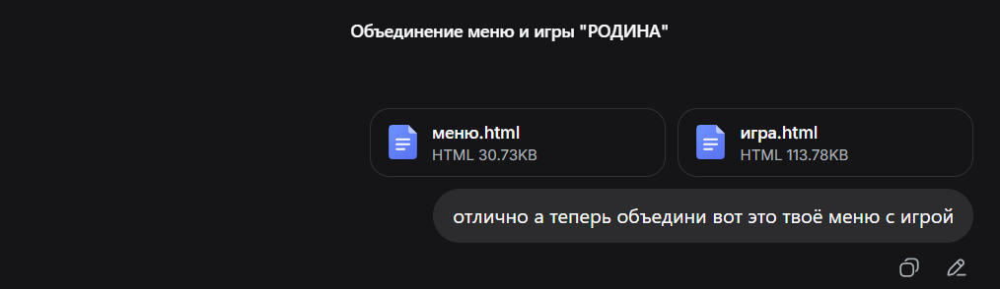 Объединение меню и игры "РОДИНА"
меню.html
HTML 30.73KB
игра.html
HTML 113.78KB
отлично а теперь объедини вот это твоё меню с игрой